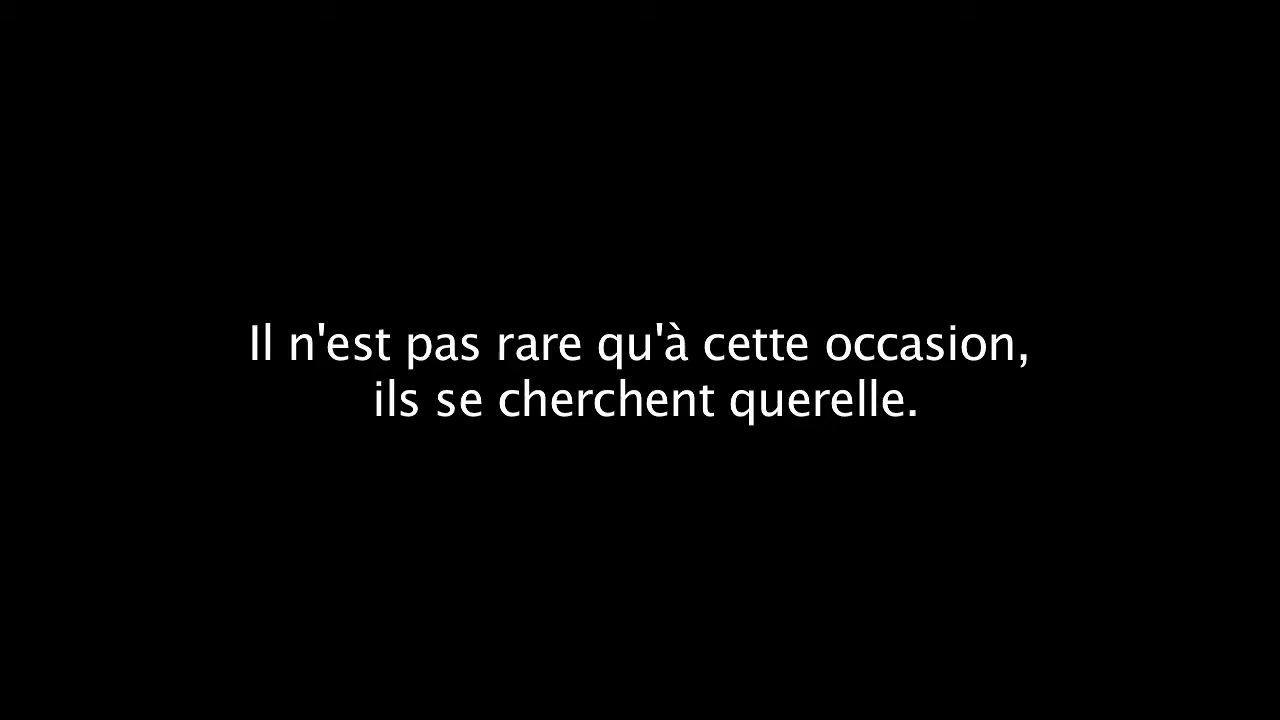 Il n'est pas rare qu'à cette occasion,
ils se cherchent querelle.